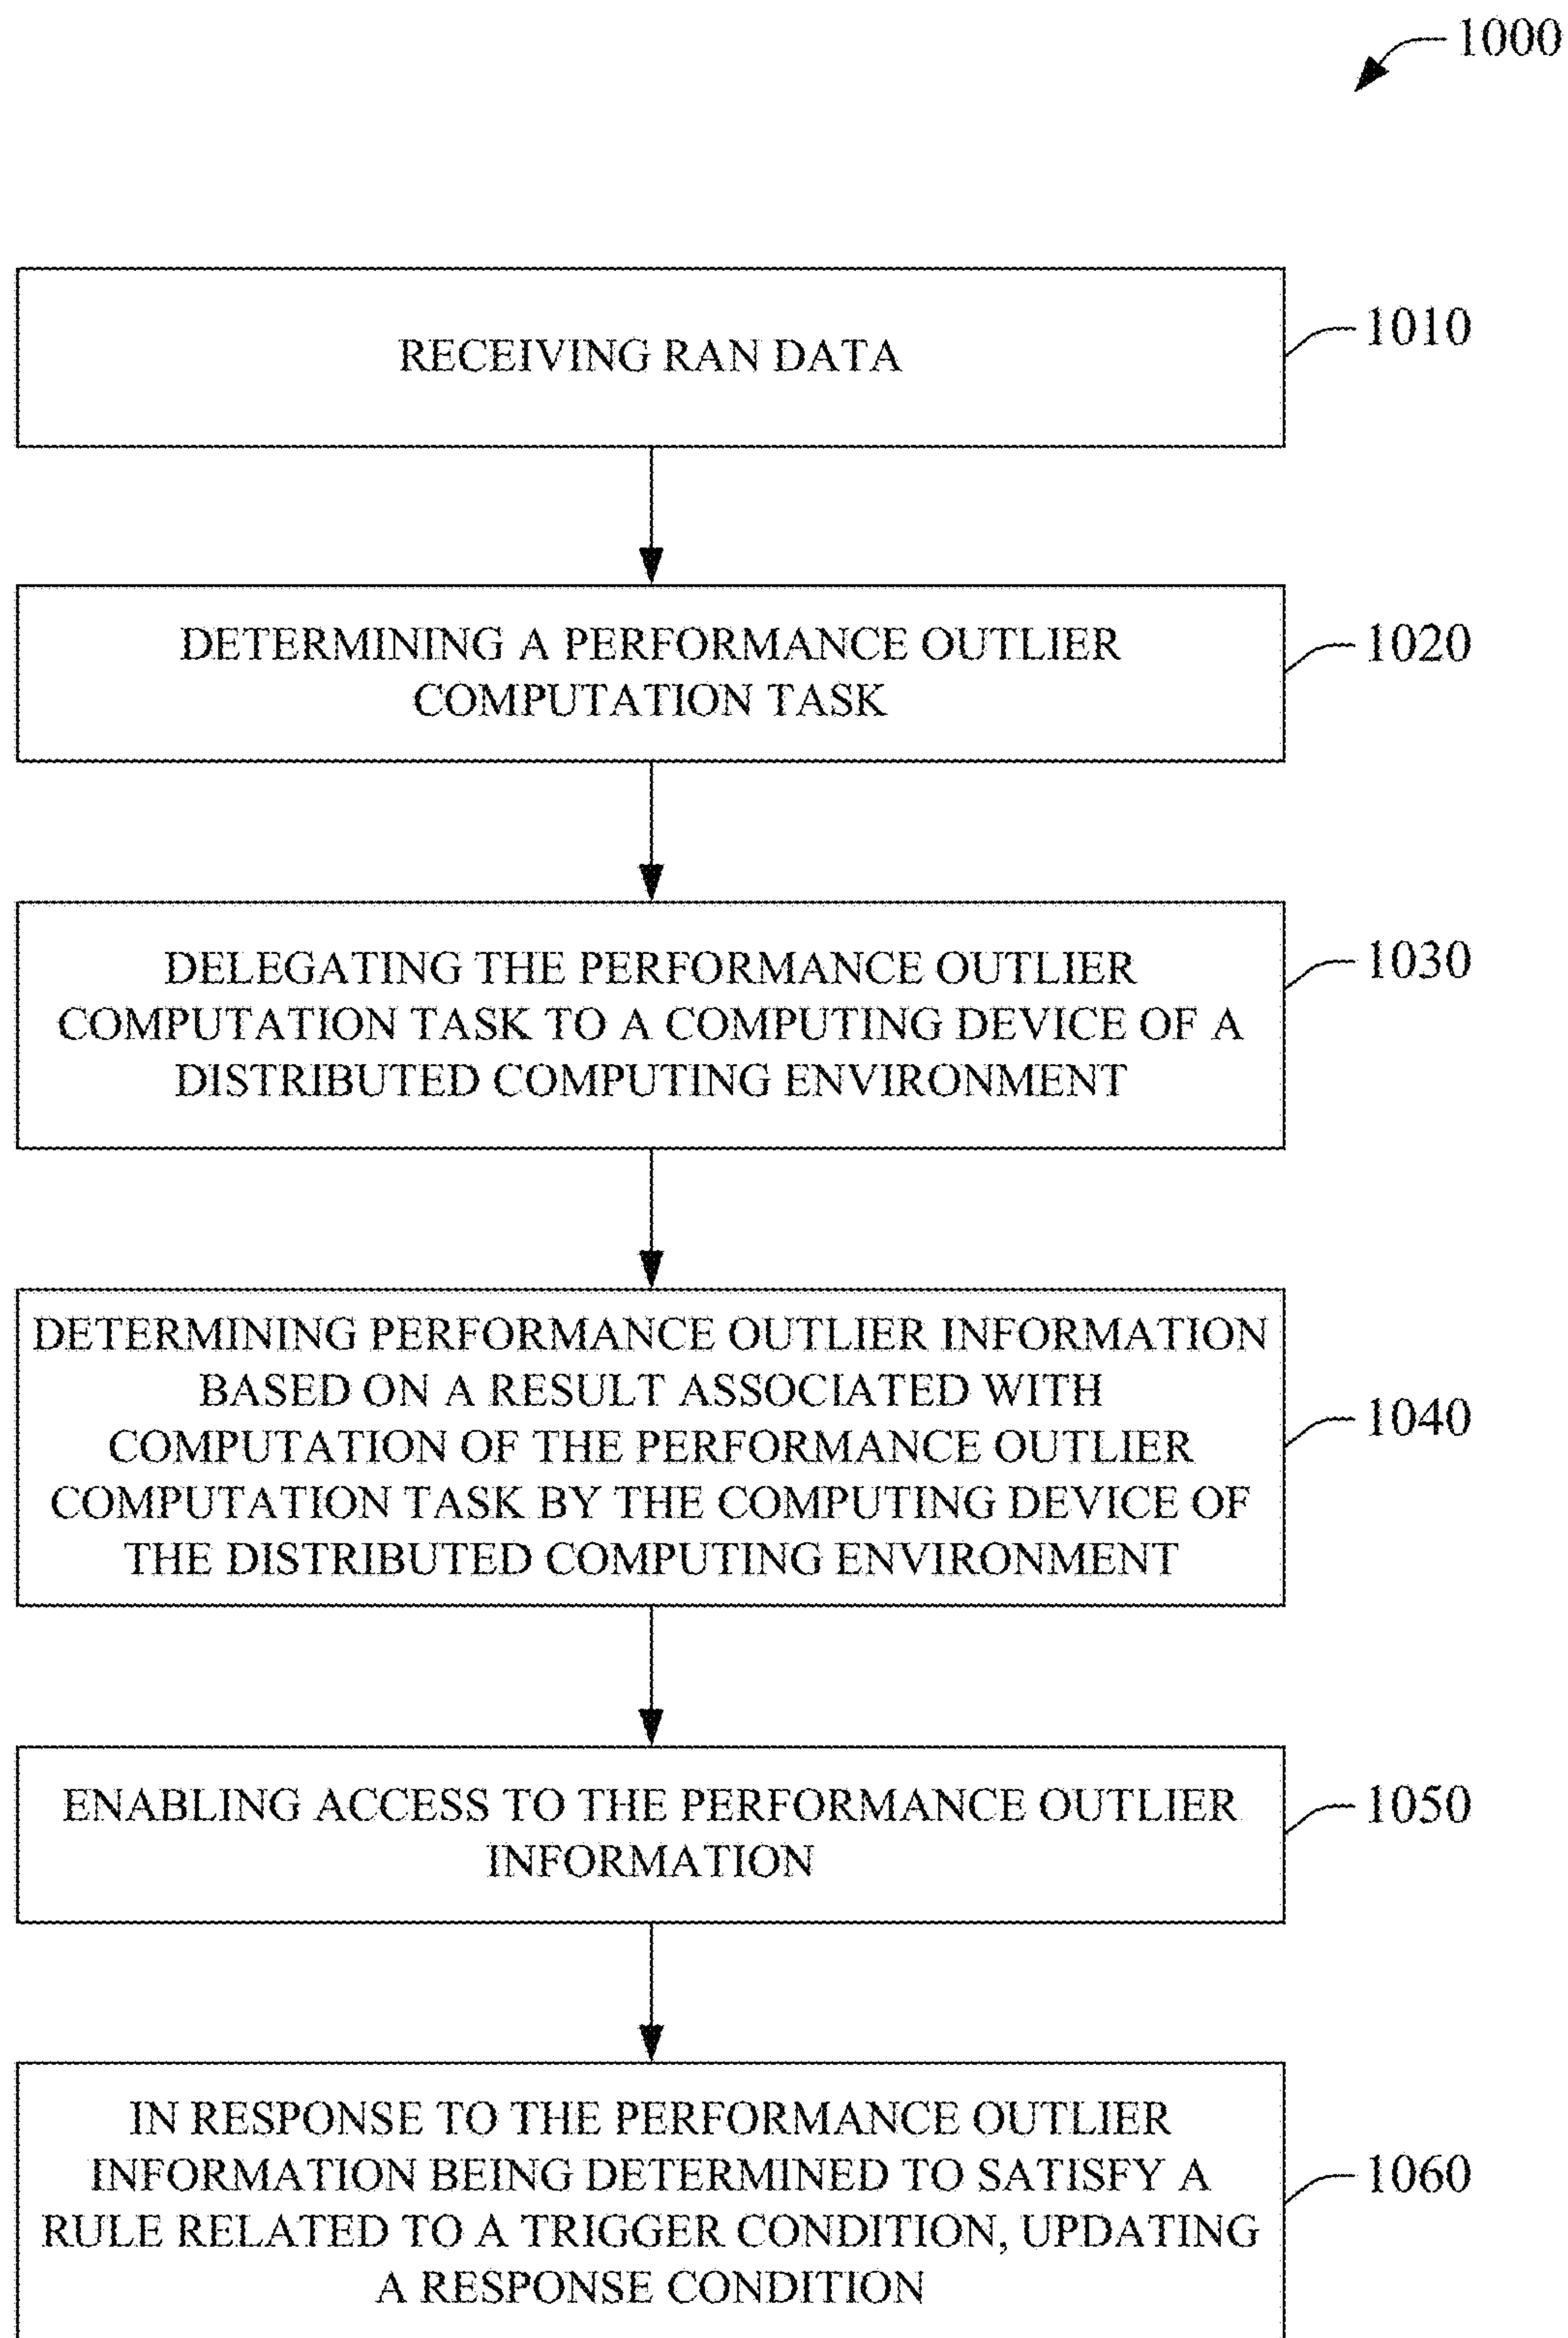 1000
RECEIVING RAN DATA
1010
DETERMINING A PERFORMANCE OUTLIER
COMPUTATION TASK
1020
DELEGATING THE PERFORMANCE OUTLIER
COMPUTATION TASK TO A COMPUTING DEVICE OF A
DISTRIBUTED COMPUTING ENVIRONMENT
1030
DETERMINING PERFORMANCE OUTLIER INFORMATION
BASED ON A RESULT ASSOCIATED WITH
COMPUTATION OF THE PERFORMANCE OUTLIER
COMPUTATION TASK BY THE COMPUTING DEVICE OF
THE DISTRIBUTED COMPUTING ENVIRONMENT
1040
ENABLING ACCESS TO THE PERFORMANCE OUTLIER
INFORMATION
1050
IN RESPONSE TO THE PERFORMANCE OUTLIER
INFORMATION BEING DETERMINED TO SATISFY A
RULE RELATED TO A TRIGGER CONDITION, UPDATING
A RESPONSE CONDITION
1060